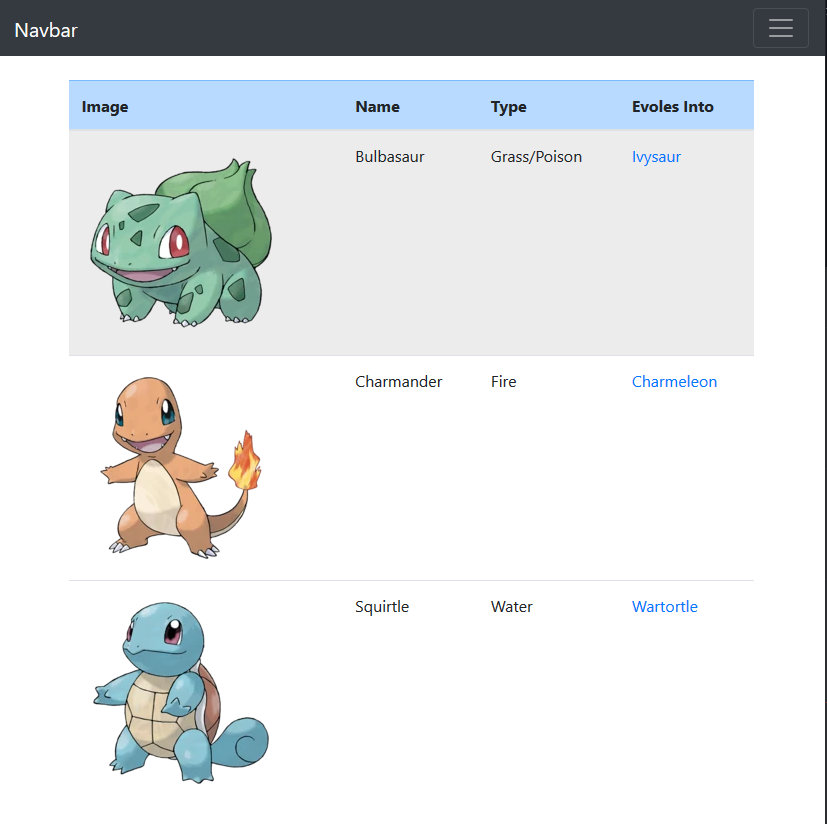 Navbar
Image Name Type Evoles Into
Bulbasaur Grass/Poison Ivysaur
Charmander Fire Charmeleon
Squirtle Water Wartortle